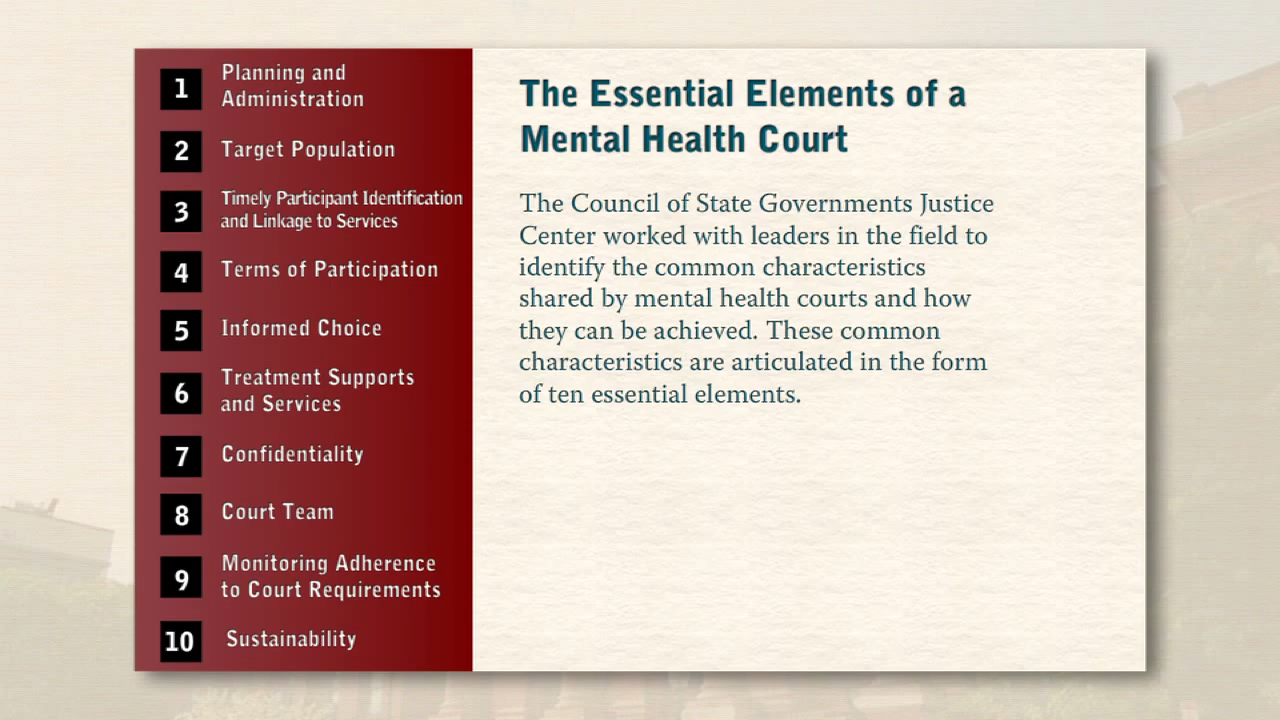 1 Planning and
Administration
2 Target Population
3 Timely Participant Identification
and Linkage to Services
4 Terms of Participation
5 Informed Choice
6 Treatment Supports
and Services
7 Confidentiality
8 Court Team
9 Monitoring Adherence
to Court Requirements
10 Sustainability
The Essential Elements of a
Mental Health Court
The Council of State Governments Justice
Center worked with leaders in the field to
identify the common characteristics
shared by mental health courts and how
they can be achieved. These common
characteristics are articulated in the form
of ten essential elements.